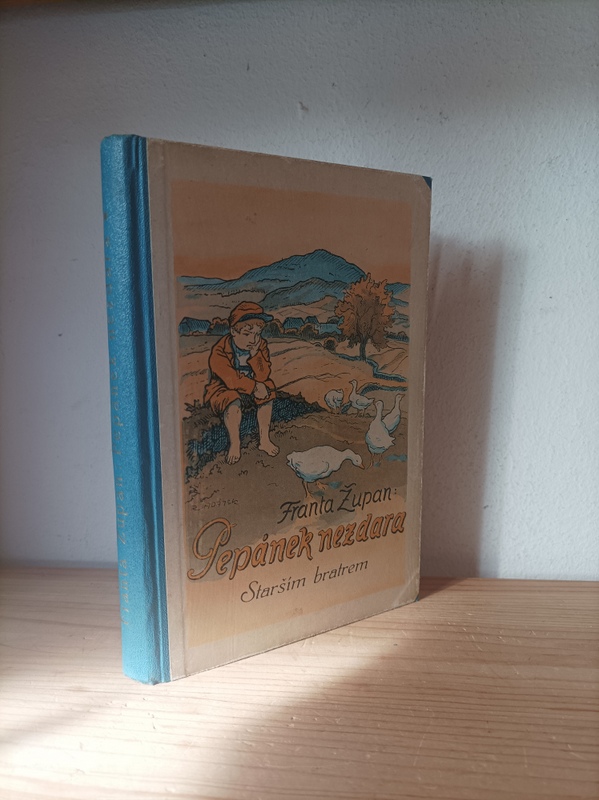 Franta Župan:
Pepánek nezdara
Starším bratrem